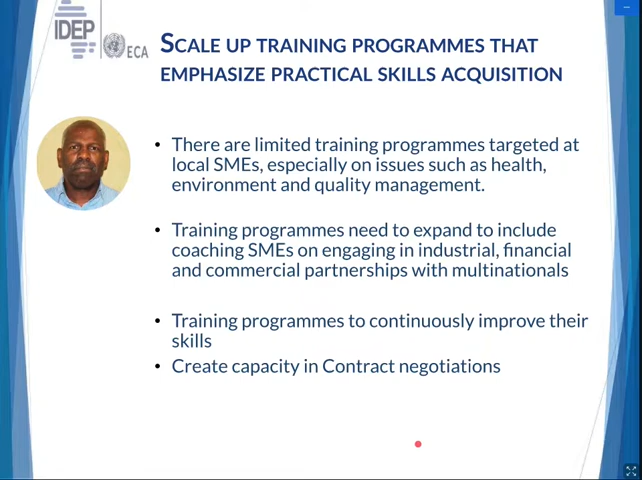 IDEP
ECA
SCALE UP TRAINING PROGRAMMES THAT
EMPHASIZE PRACTICAL SKILLS ACQUISITION
• There are limited training programmes targeted at
local SMEs, especially on issues such as health,
environment and quality management.
• Training programmes need to expand to include
coaching SMEs on engaging in industrial, financial
and commercial partnerships with multinationals
• Training programmes to continuously improve their
skills
• Create capacity in Contract negotiations